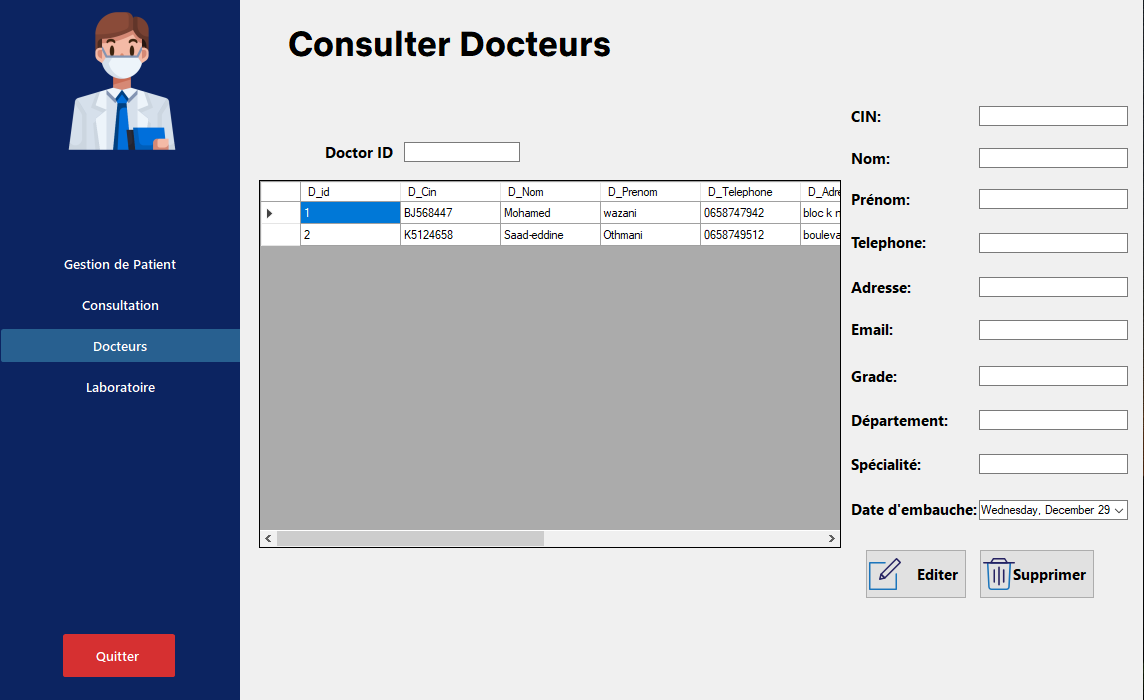 Consulter Docteurs
Doctor ID
D_id D_Cin D_Nom D_Prenom D_Telephone D_Adre
1 BJ568447 Mohamed wazani 0658747942 bloc k n
2 K5124658 Saad-eddine Othmani 0658749512 bouleva
Gestion de Patient
Consultation
Docteurs
Laboratoire
Quitter
CIN:
Nom:
Prénom:
Telephone:
Adresse:
Email:
Grade:
Département:
Spécialité:
Date d'embauche: Wednesday, December 29
Editer Supprimer